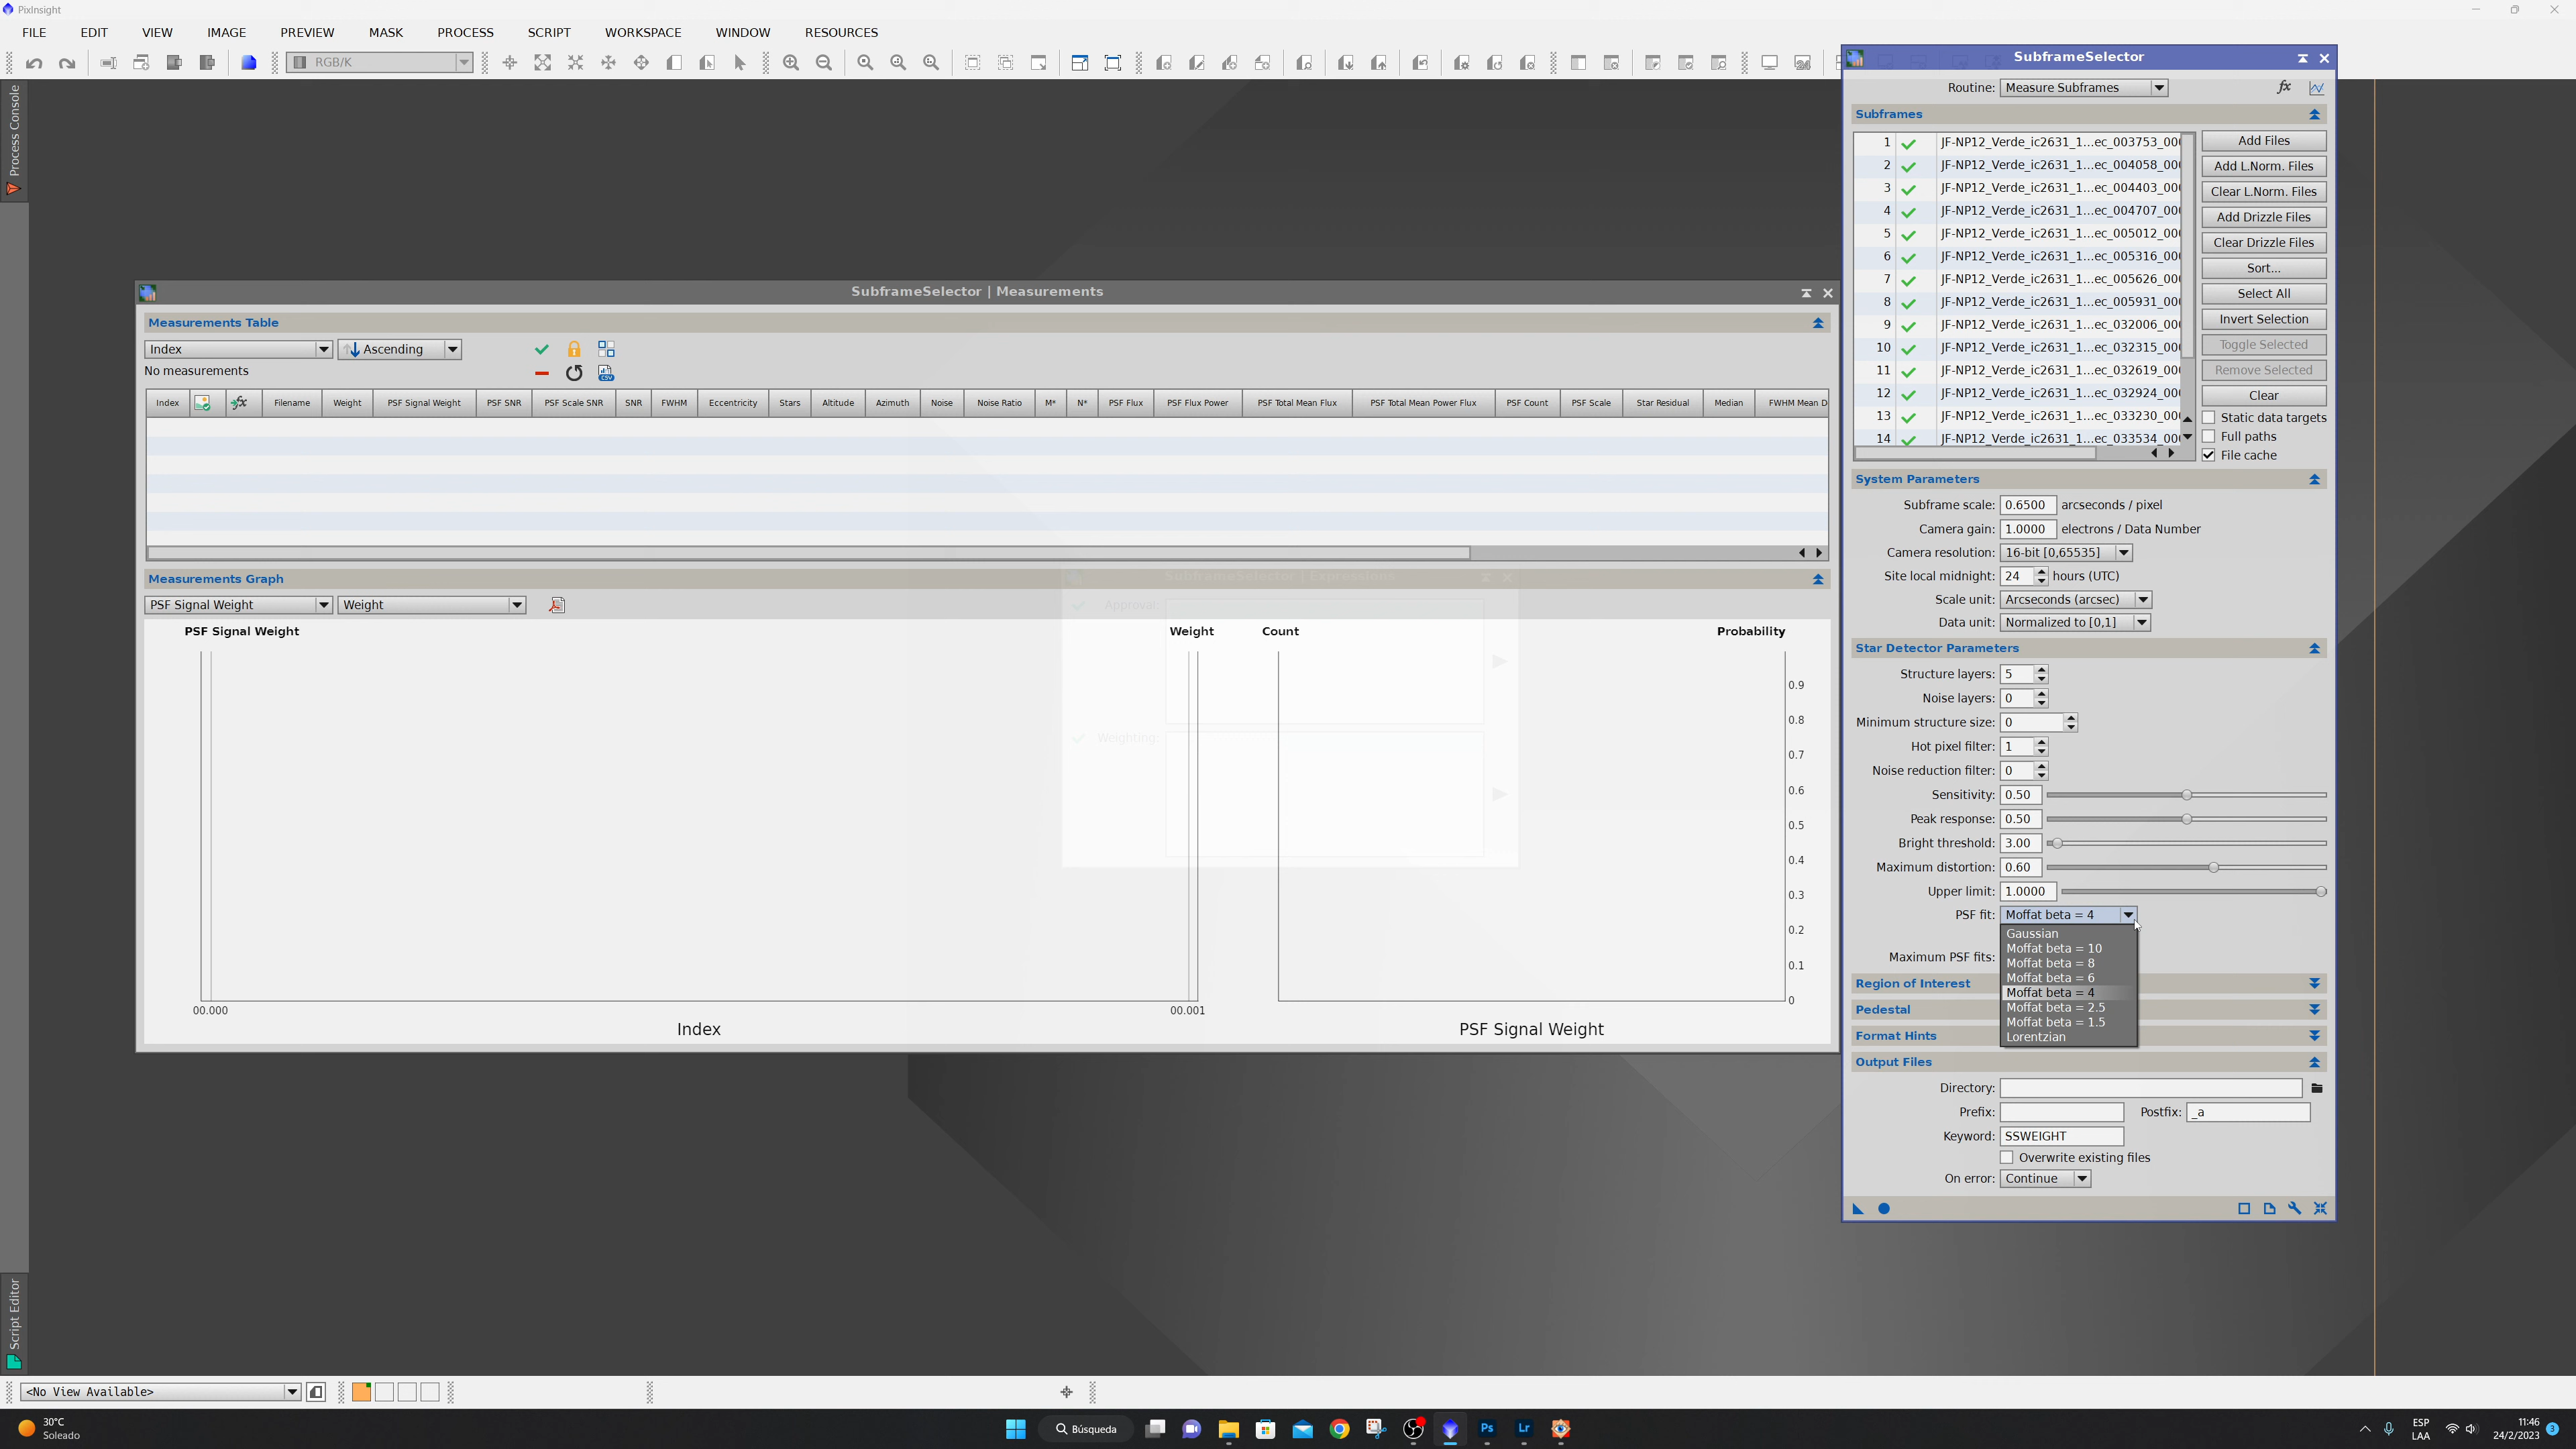 PixInsight
FILE EDIT VIEW IMAGE PREVIEW MASK PROCESS SCRIPT WORKSPACE WINDOW RESOURCES
RGB/K
Process Console
Script Editor
SubframeSelector | Measurements
Measurements Table
Index Ascending
No measurements
Index Filename Weight PSF Signal Weight PSF SNR PSF Scale SNR SNR FWHM Eccentricity Stars Altitude Azimuth Noise Noise Ratio M* N* PSF Flux PSF Flux Power PSF Total Mean Flux PSF Total Mean Power Flux PSF Count PSF Scale Star Residual Median FWHM Mean D
Measurements Graph
PSF Signal Weight Weight
PSF Signal Weight Weight Count Probability
SubframeSelector | Expressions
Approval:
Weighting:
0.9
0.8
0.7
0.6
0.5
0.4
0.3
0.2
0.1
0
00.000 00.001
Index PSF Signal Weight
SubframeSelector
Routine: Measure Subframes
Subframes
1 JF-NP12_Verde_ic2631_1...ec_003753_00
2 JF-NP12_Verde_ic2631_1...ec_004058_00
3 JF-NP12_Verde_ic2631_1...ec_004403_00
4 JF-NP12_Verde_ic2631_1...ec_004707_00
5 JF-NP12_Verde_ic2631_1...ec_005012_00
6 JF-NP12_Verde_ic2631_1...ec_005316_00
7 JF-NP12_Verde_ic2631_1...ec_005626_00
8 JF-NP12_Verde_ic2631_1...ec_005931_00
9 JF-NP12_Verde_ic2631_1...ec_032006_00
10 JF-NP12_Verde_ic2631_1...ec_032315_00
11 JF-NP12_Verde_ic2631_1...ec_032619_00
12 JF-NP12_Verde_ic2631_1...ec_032924_00
13 JF-NP12_Verde_ic2631_1...ec_033230_00
14 JF-NP12_Verde_ic2631_1...ec_033534_00
Add Files
Add L.Norm. Files
Clear L.Norm. Files
Add Drizzle Files
Clear Drizzle Files
Sort...
Select All
Invert Selection
Toggle Selected
Remove Selected
Clear
Static data targets
Full paths
File cache
System Parameters
Subframe scale: 0.6500 arcseconds / pixel
Camera gain: 1.0000 electrons / Data Number
Camera resolution: 16-bit [0,65535]
Site local midnight: 24 hours (UTC)
Scale unit: Arcseconds (arcsec)
Data unit: Normalized to [0,1]
Star Detector Parameters
Structure layers: 5
Noise layers: 0
Minimum structure size: 0
Hot pixel filter: 1
Noise reduction filter: 0
Sensitivity: 0.50
Peak response: 0.50
Bright threshold: 3.00
Maximum distortion: 0.60
Upper limit: 1.0000
PSF fit: Moffat beta = 4
Gaussian
Moffat beta = 10
Moffat beta = 8
Moffat beta = 6
Moffat beta = 4
Moffat beta = 2.5
Moffat beta = 1.5
Lorentzian
Maximum PSF fits:
Region of Interest
Pedestal
Format Hints
Output Files
Directory:
Prefix: Postfix: _a
Keyword: SSWEIGHT
Overwrite existing files
On error: Continue
<No View Available>
30°C
Soleado
Búsqueda
Ps Lr
ESP
LAA
11:46
24/2/2023
3